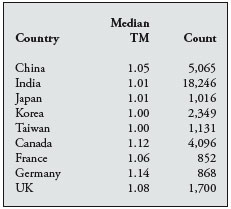 Median
Country TM Count
China 1.05 5,065
India 1.01 18,246
Japan 1.01 1,016
Korea 1.00 2,349
Taiwan 1.00 1,131
Canada 1.12 4,096
France 1.06 852
Germany 1.14 868
UK 1.08 1,700